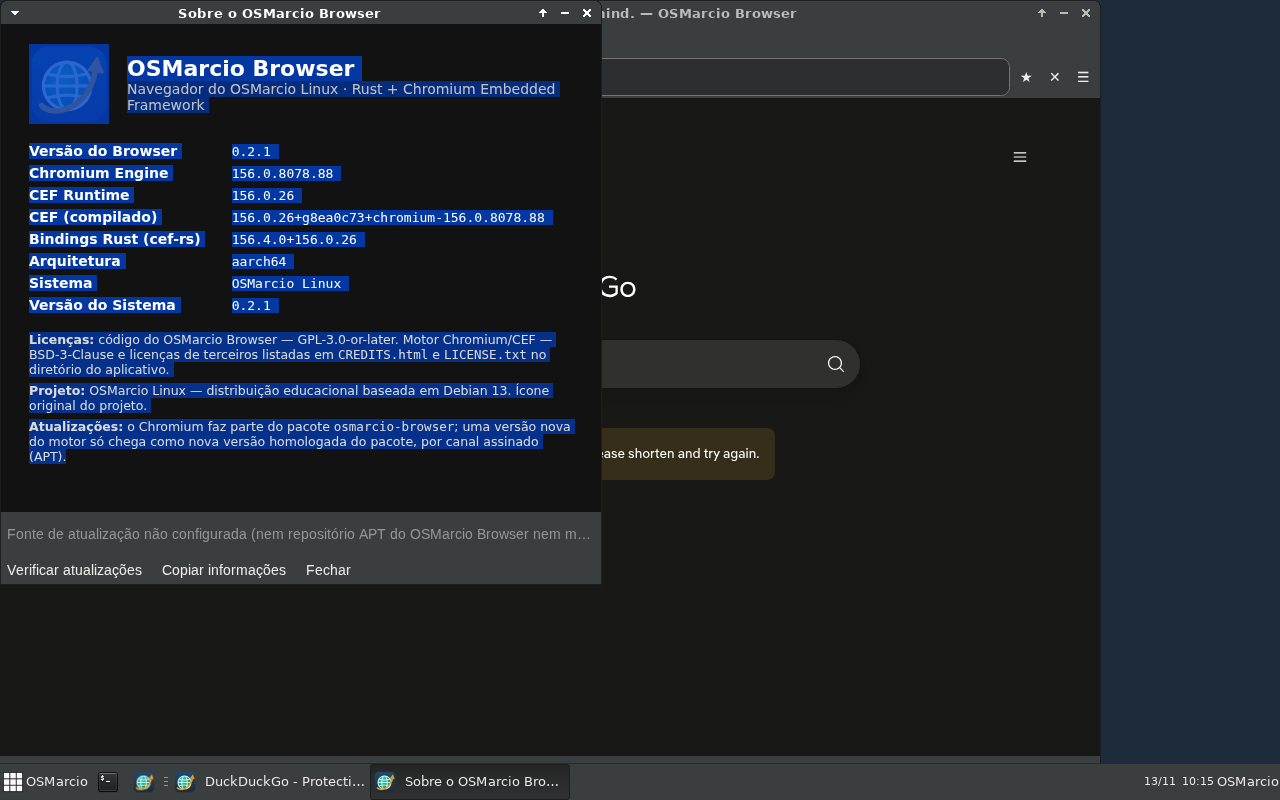 Sobre o OSMarcio Browser
ind. — OSMarcio Browser
OSMarcio Browser
Navegador do OSMarcio Linux · Rust + Chromium Embedded
Framework
Versão do Browser 0.2.1
Chromium Engine 156.0.8078.88
CEF Runtime 156.0.26
CEF (compilado) 156.0.26+g8ea0c73+chromium-156.0.8078.88
Bindings Rust (cef-rs) 156.4.0+156.0.26
Arquitetura aarch64
Sistema OSMarcio Linux
Versão do Sistema 0.2.1
Licenças: código do OSMarcio Browser — GPL-3.0-or-later. Motor Chromium/CEF —
BSD-3-Clause e licenças de terceiros listadas em CREDITS.html e LICENSE.txt no
diretório do aplicativo.
Projeto: OSMarcio Linux — distribuição educacional baseada em Debian 13. Ícone
original do projeto.
Atualizações: o Chromium faz parte do pacote osmarcio-browser; uma versão nova
do motor só chega como nova versão homologada do pacote, por canal assinado
(APT).
Go
ease shorten and try again.
Fonte de atualização não configurada (nem repositório APT do OSMarcio Browser nem m…
Verificar atualizações Copiar informações Fechar
OSMarcio DuckDuckGo - Protecti… Sobre o OSMarcio Bro… 13/11 10:15 OSMarcio